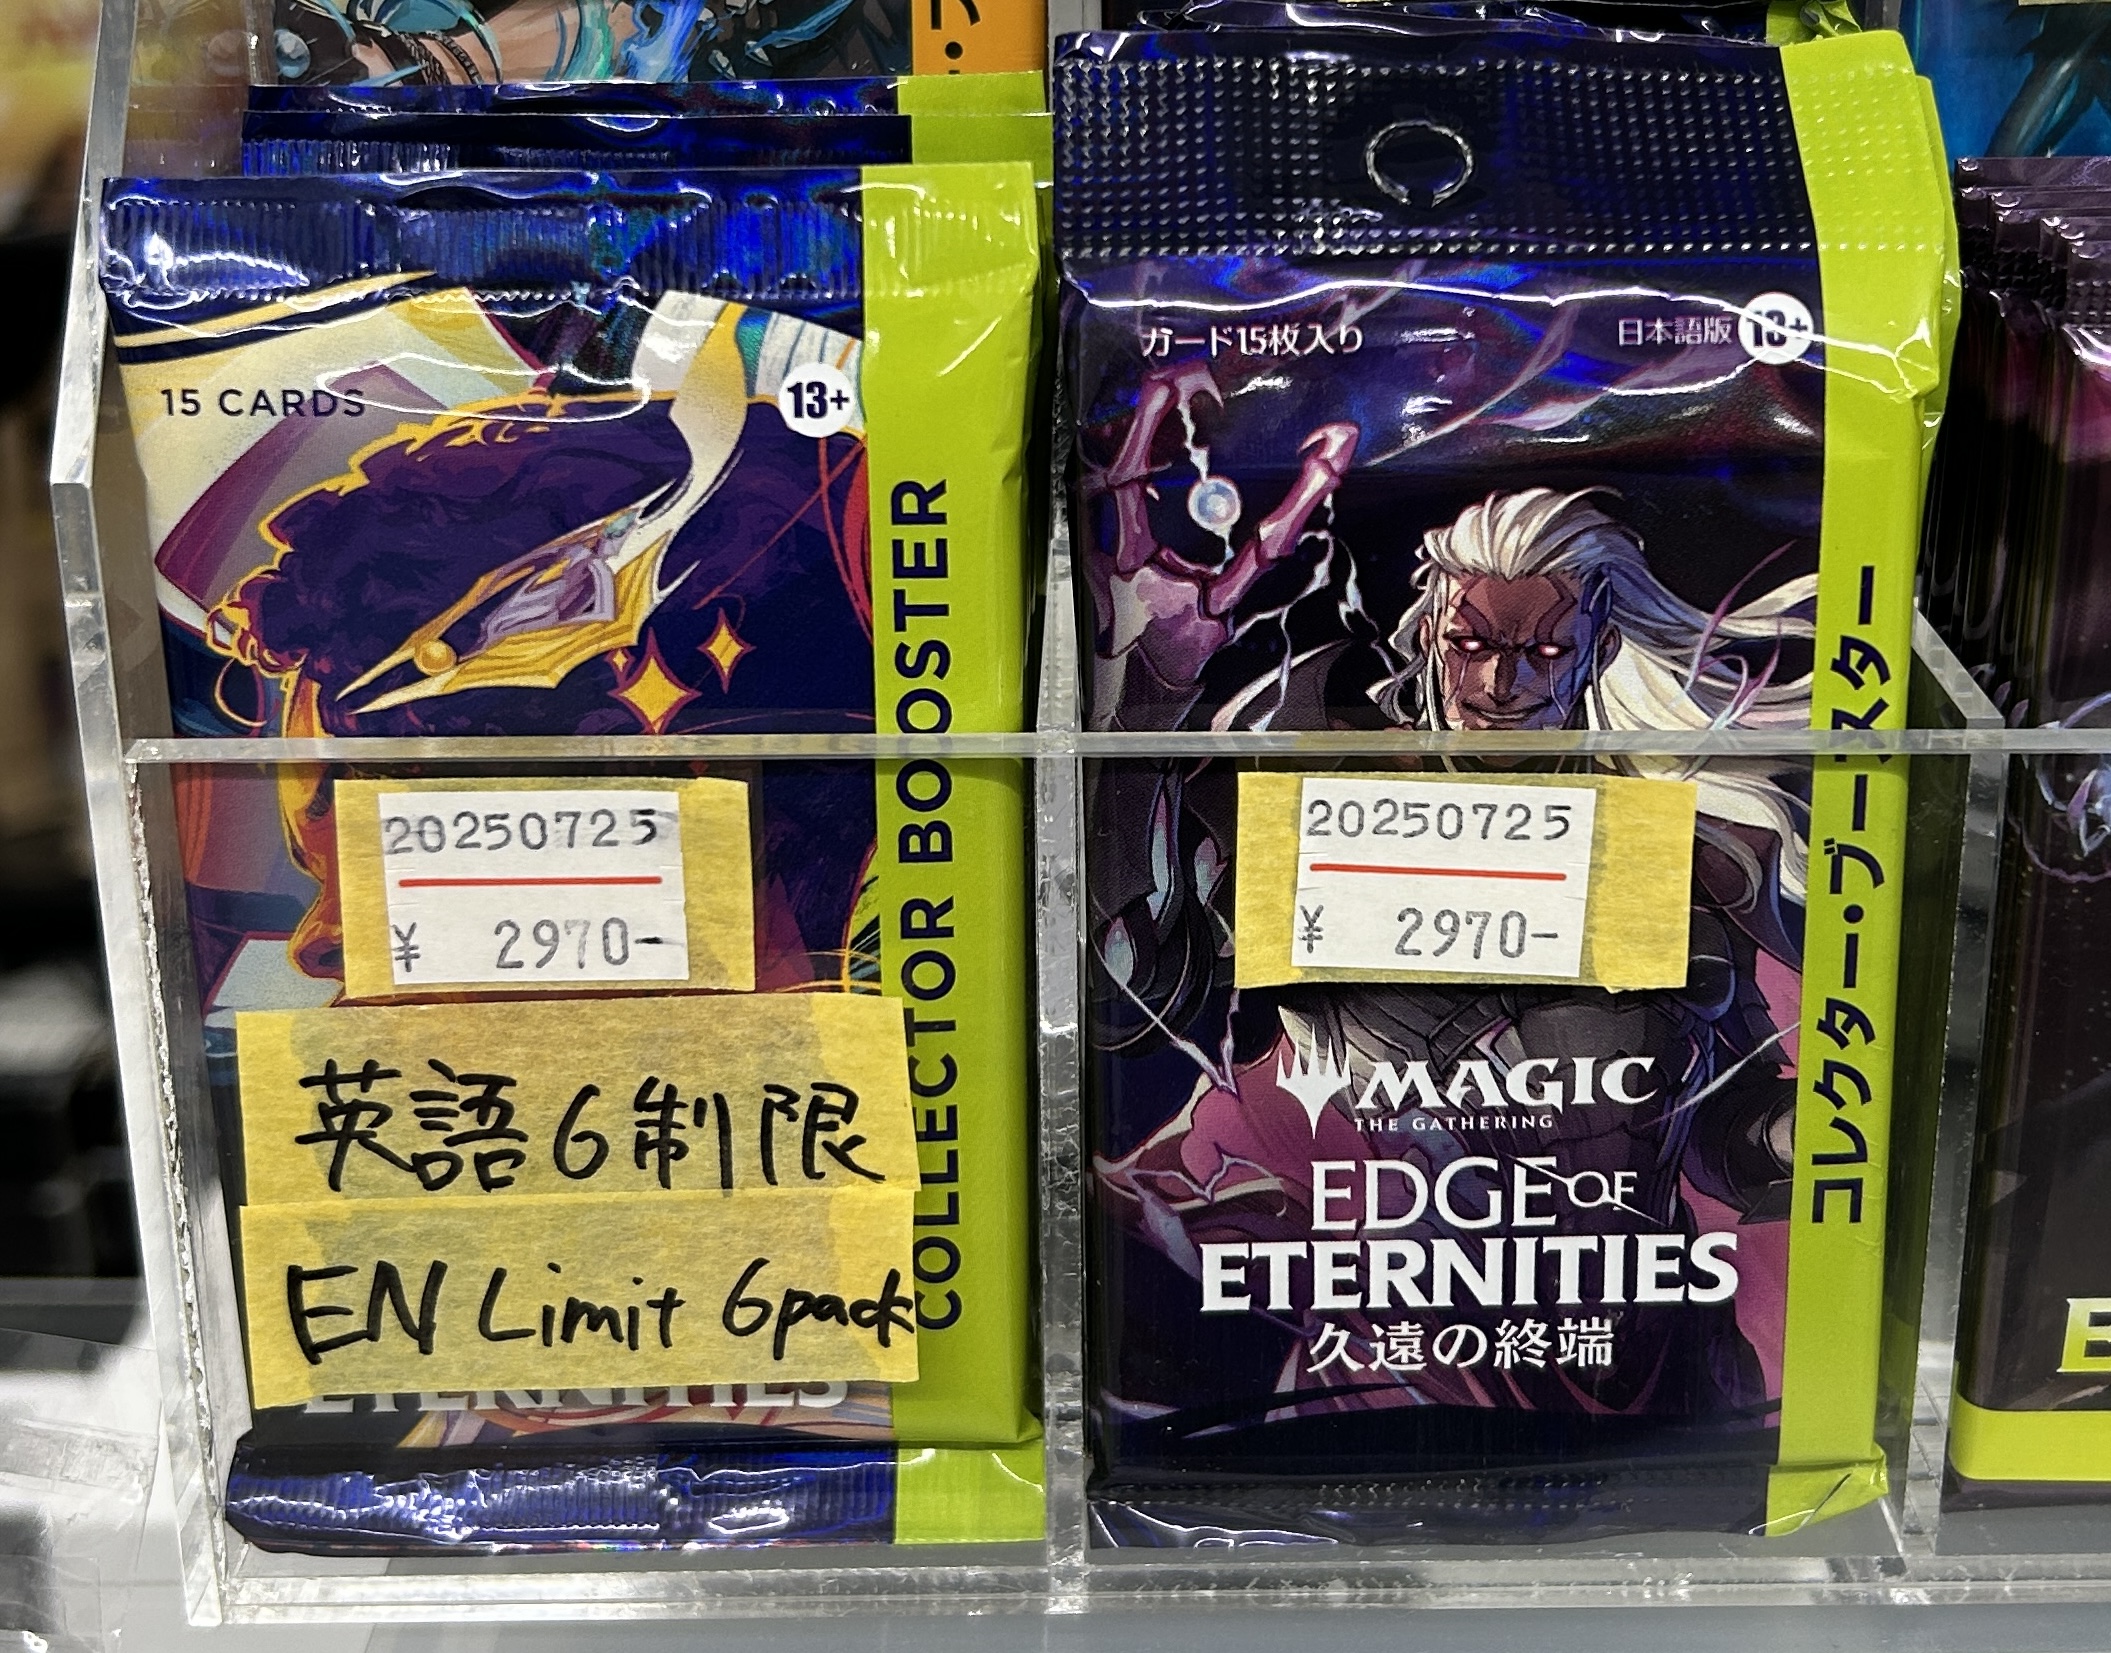 15 CARDS
13+
COLLECTOR BOOSTER
20250725
¥ 2970-
英語6制限
EN Limit 6pack
ETERNITIES
カード15枚入り
日本語版
13+
コレクター・ブースター
20250725
¥ 2970-
MAGIC
THE GATHERING
EDGE OF
ETERNITIES
久遠の終端